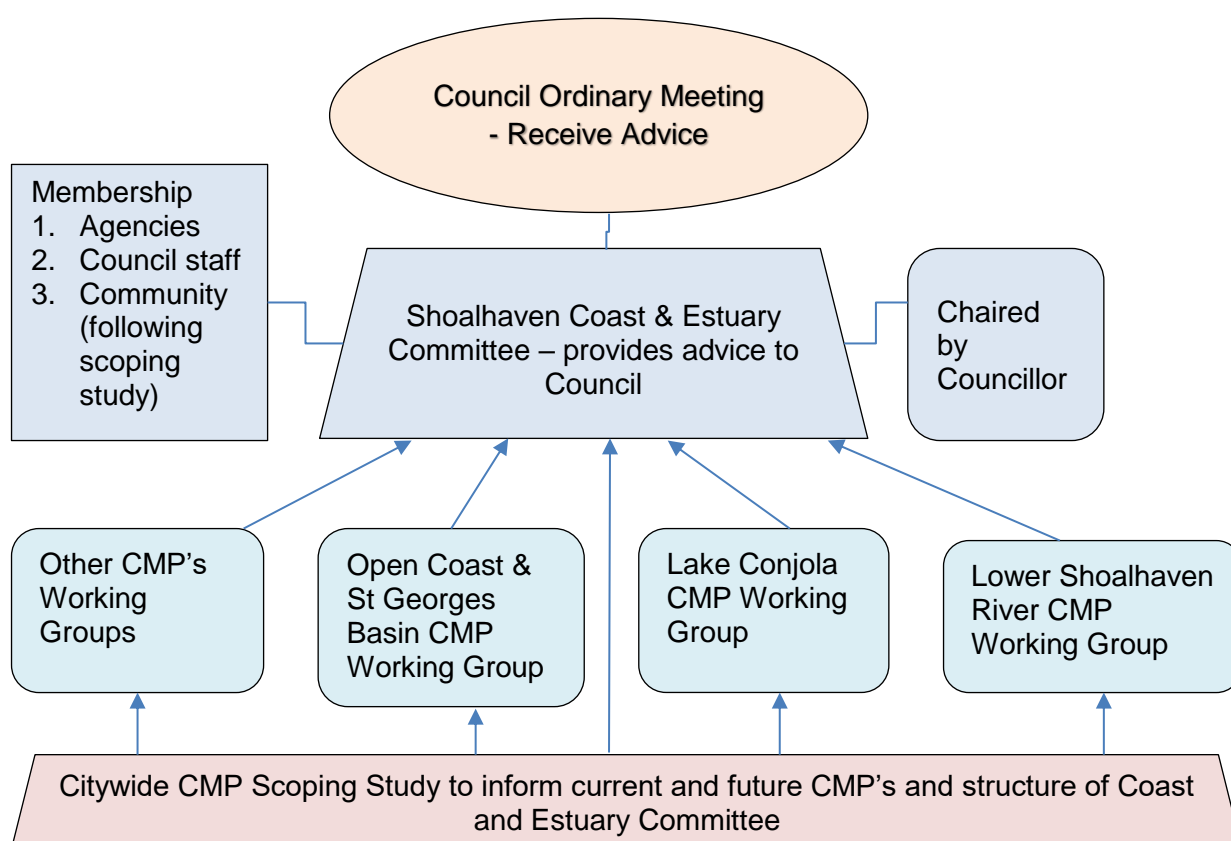 Council Ordinary Meeting
- Receive Advice
Membership
1. Agencies
2. Council staff
3. Community
(following
scoping
study)
Shoalhaven Coast & Estuary
Committee – provides advice to
Council
Chaired
by
Councillor
Other CMP’s
Working
Groups
Open Coast &
St Georges
Basin CMP
Working Group
Lake Conjola
CMP Working
Group
Lower Shoalhaven
River CMP
Working Group
Citywide CMP Scoping Study to inform current and future CMP’s and structure of Coast
and Estuary Committee